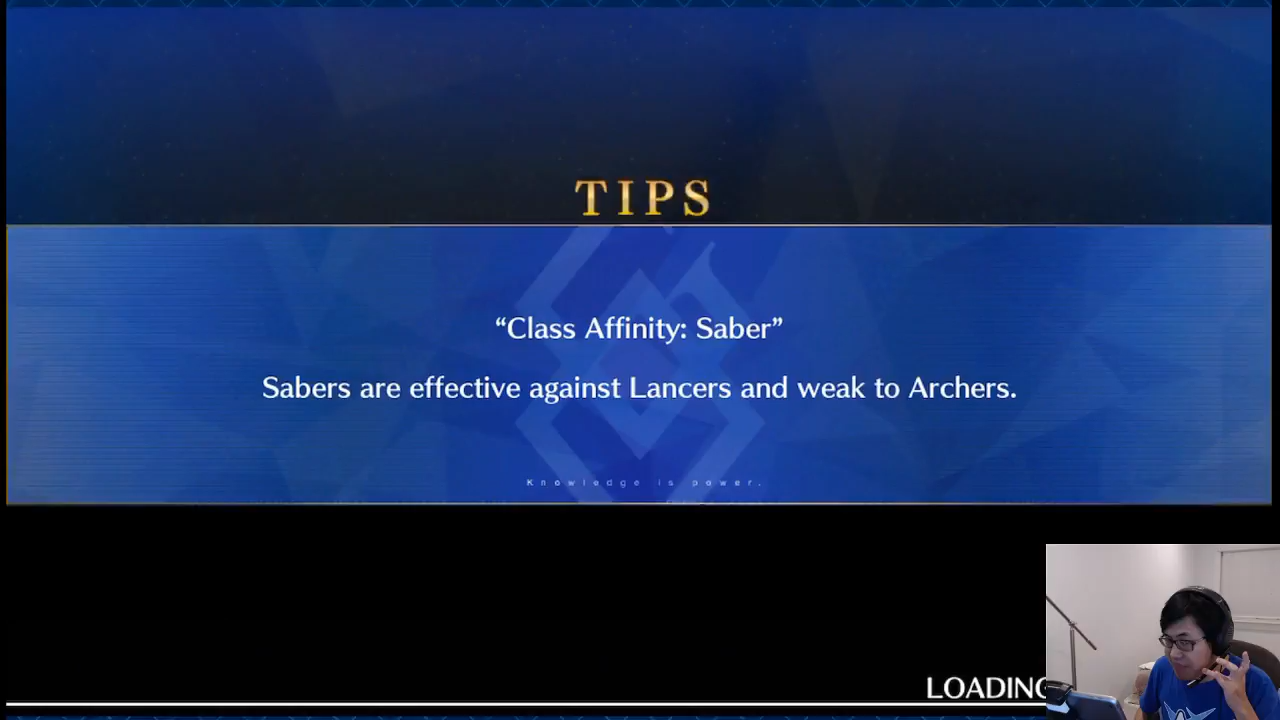 TIPS
“Class Affinity: Saber”
Sabers are effective against Lancers and weak to Archers.
Knowledge is power.
LOADING